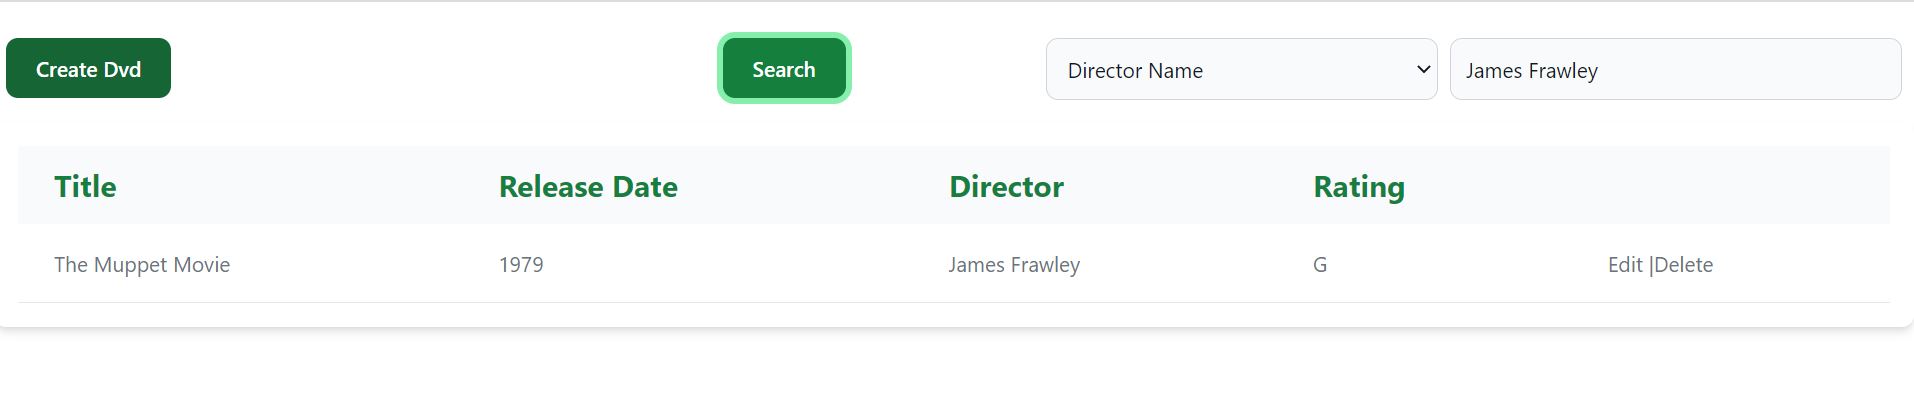 Create Dvd Search Director Name James Frawley
Title Release Date Director Rating
The Muppet Movie 1979 James Frawley G Edit |Delete